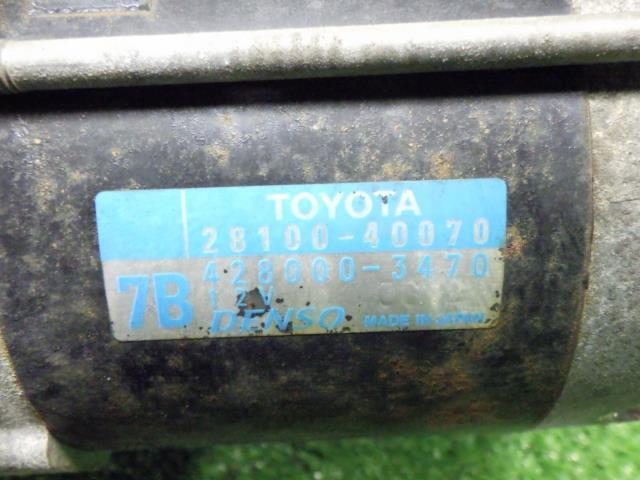 TOYOTA
28100-40070
428000-3470
7B
12V
DENSO MADE IN JAPAN